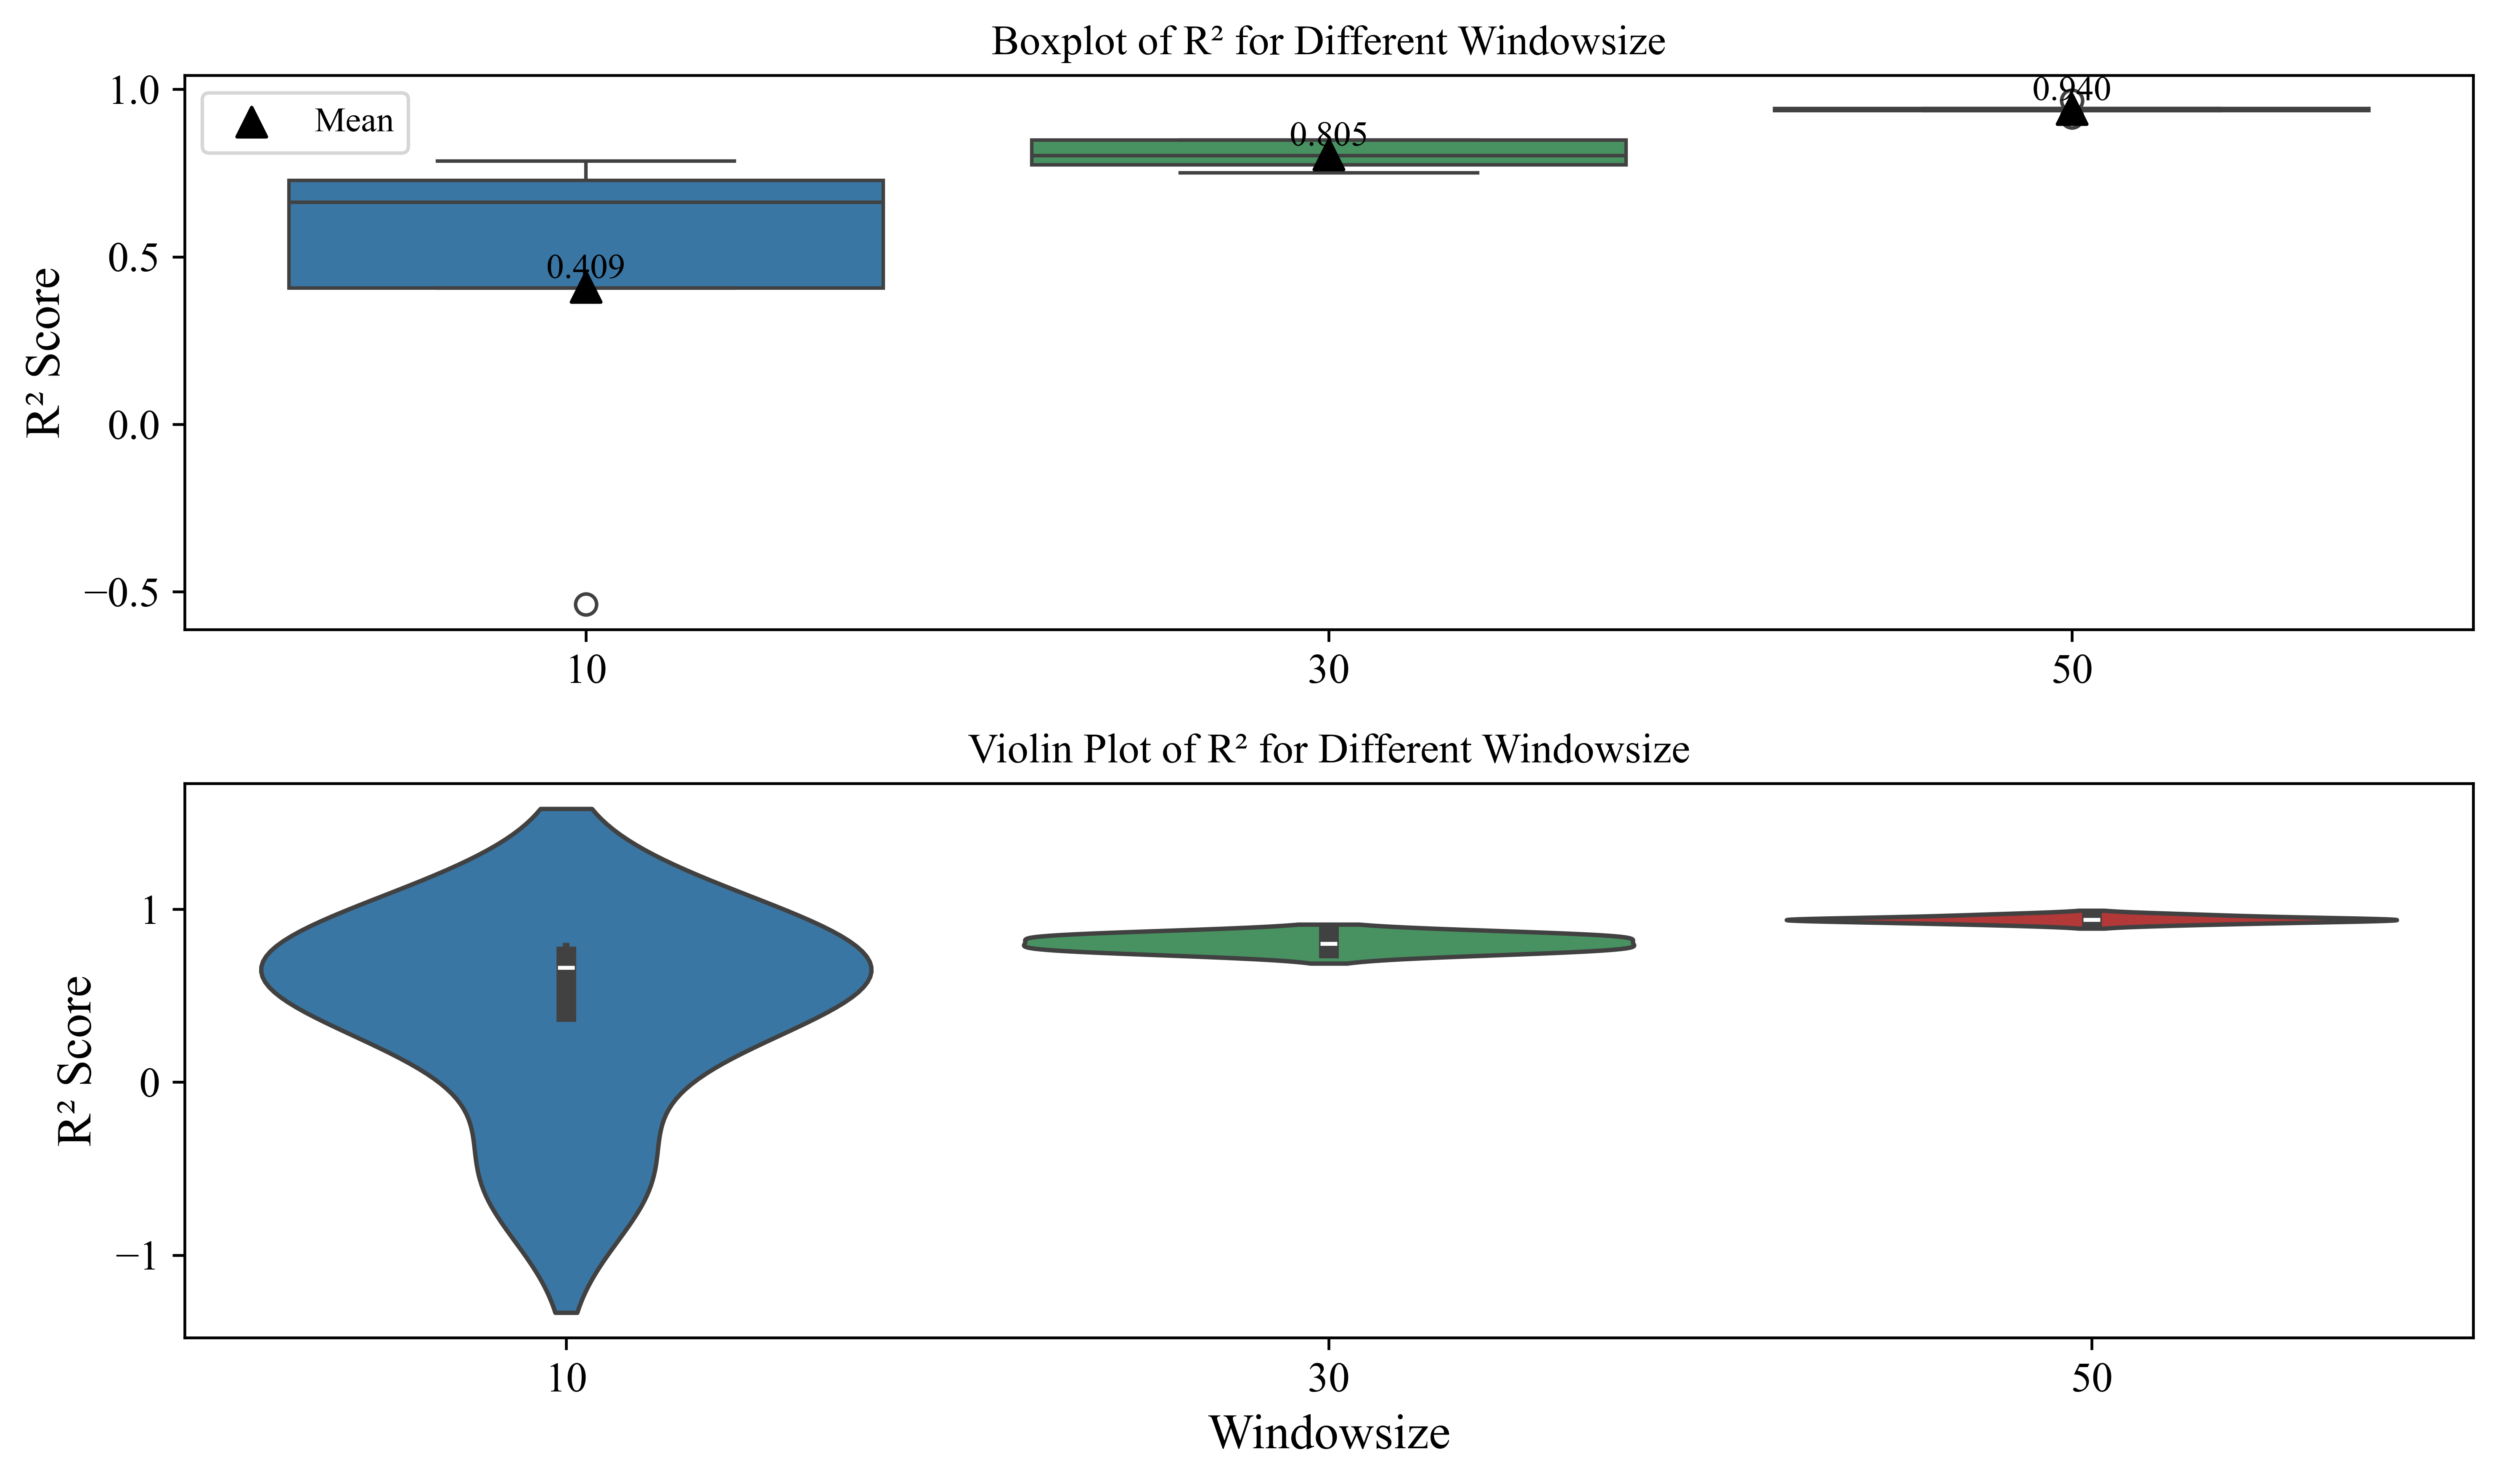 Boxplot of R² for Different Windowsize
R² Score
1.0
0.5
0.0
−0.5
Mean
0.409
0.805
0.940
10
30
50
Violin Plot of R² for Different Windowsize
R² Score
1
0
−1
10
30
50
Windowsize